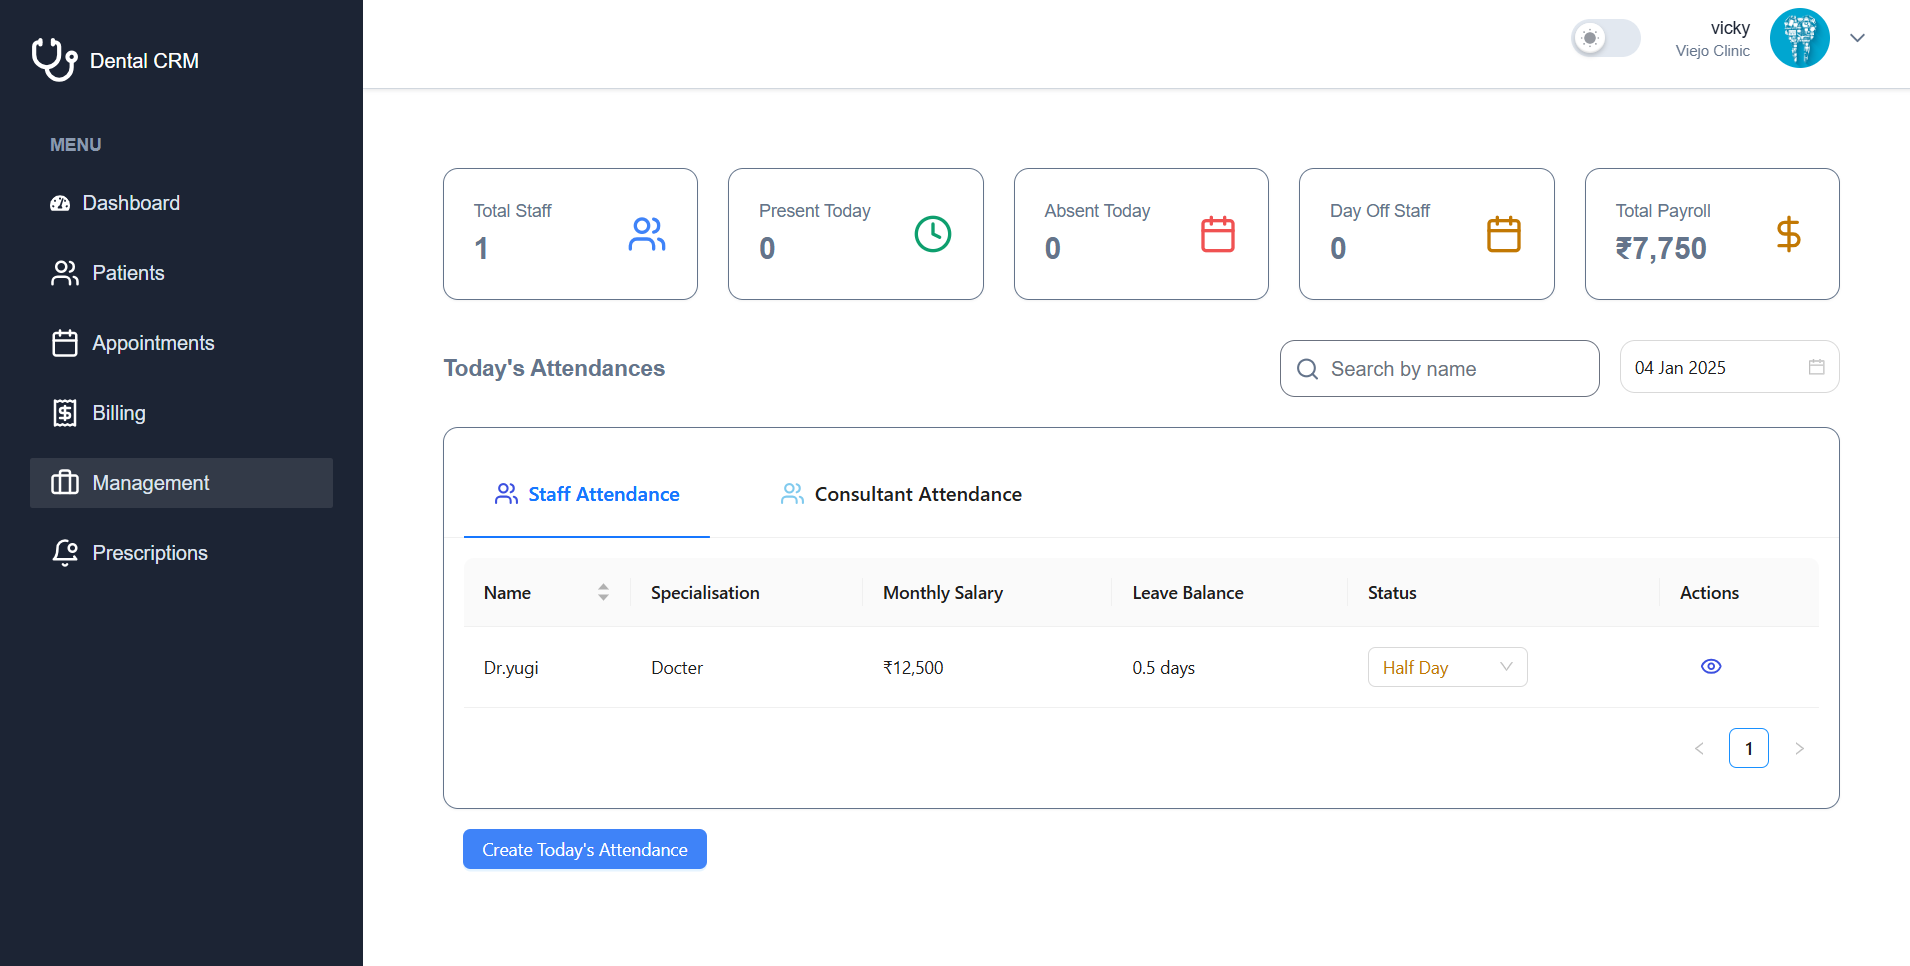 Dental CRM
vicky
Viejo Clinic
MENU
Dashboard
Patients
Appointments
Billing
Management
Prescriptions
Total Staff
1
Present Today
0
Absent Today
0
Day Off Staff
0
Total Payroll
₹7,750
Today's Attendances
Search by name
04 Jan 2025
Staff Attendance
Consultant Attendance
Name Specialisation Monthly Salary Leave Balance Status Actions
Dr.yugi Docter ₹12,500 0.5 days Half Day
1
Create Today's Attendance